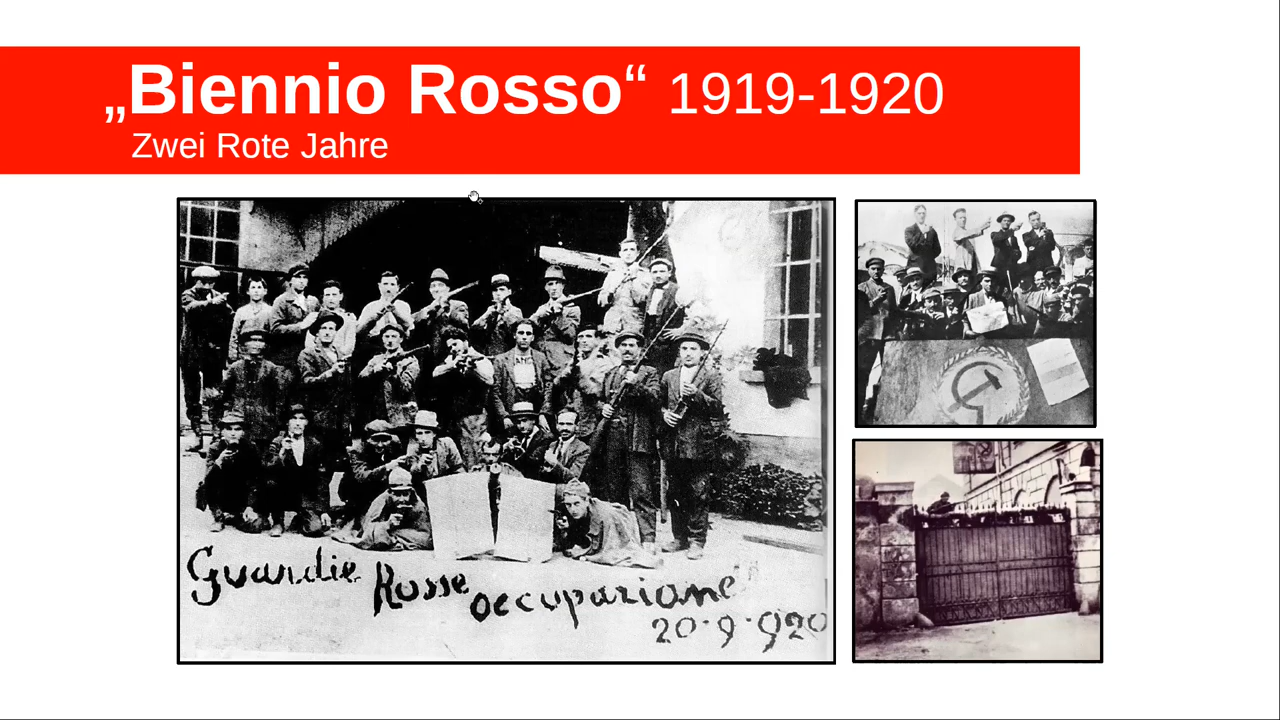 „Biennio Rosso“ 1919-1920
Zwei Rote Jahre
Guardie Rosse occupazione
20·9·920